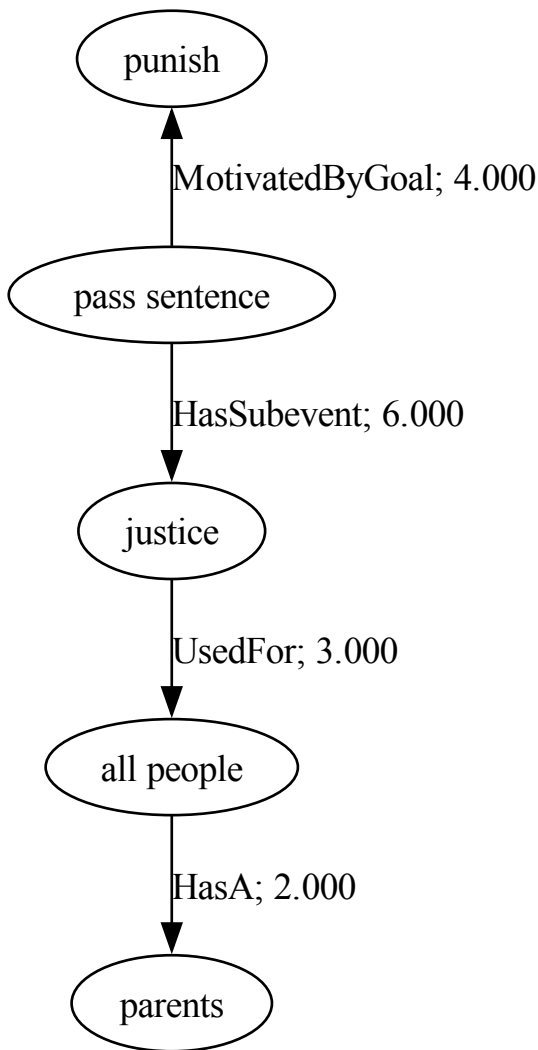 punish
MotivatedByGoal; 4.000
pass sentence
HasSubevent; 6.000
justice
UsedFor; 3.000
all people
HasA; 2.000
parents